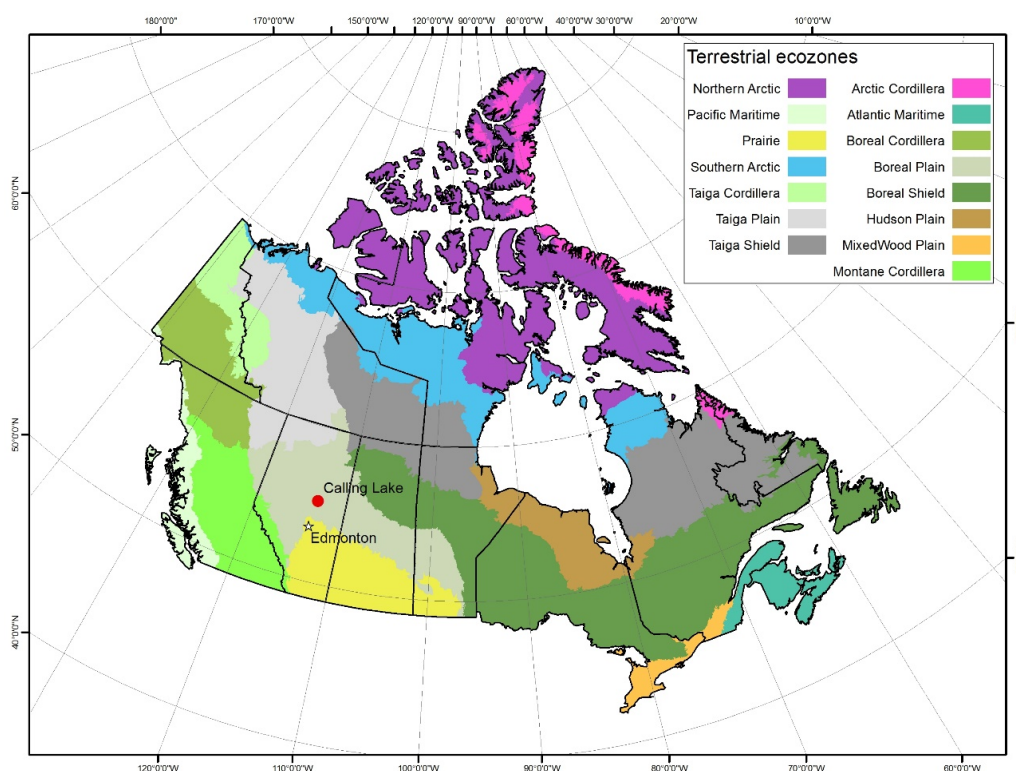 180°0'0"
170°0'0"W
150°0'0"W
120°0'0"W
90°0'0"W
60°0'0"W
40°0'0"W
30°0'0"W
20°0'0"W
10°0'0"W
Terrestrial ecozones
Northern Arctic
Arctic Cordillera
Pacific Maritime
Atlantic Maritime
Prairie
Boreal Cordillera
Southern Arctic
Boreal Plain
Taiga Cordillera
Boreal Shield
Taiga Plain
Hudson Plain
Taiga Shield
MixedWood Plain
Montane Cordillera
60°0'0"N
50°0'0"N
40°0'0"N
Calling Lake
Edmonton
120°0'0"W
110°0'0"W
100°0'0"W
90°0'0"W
80°0'0"W
70°0'0"W
60°0'0"W